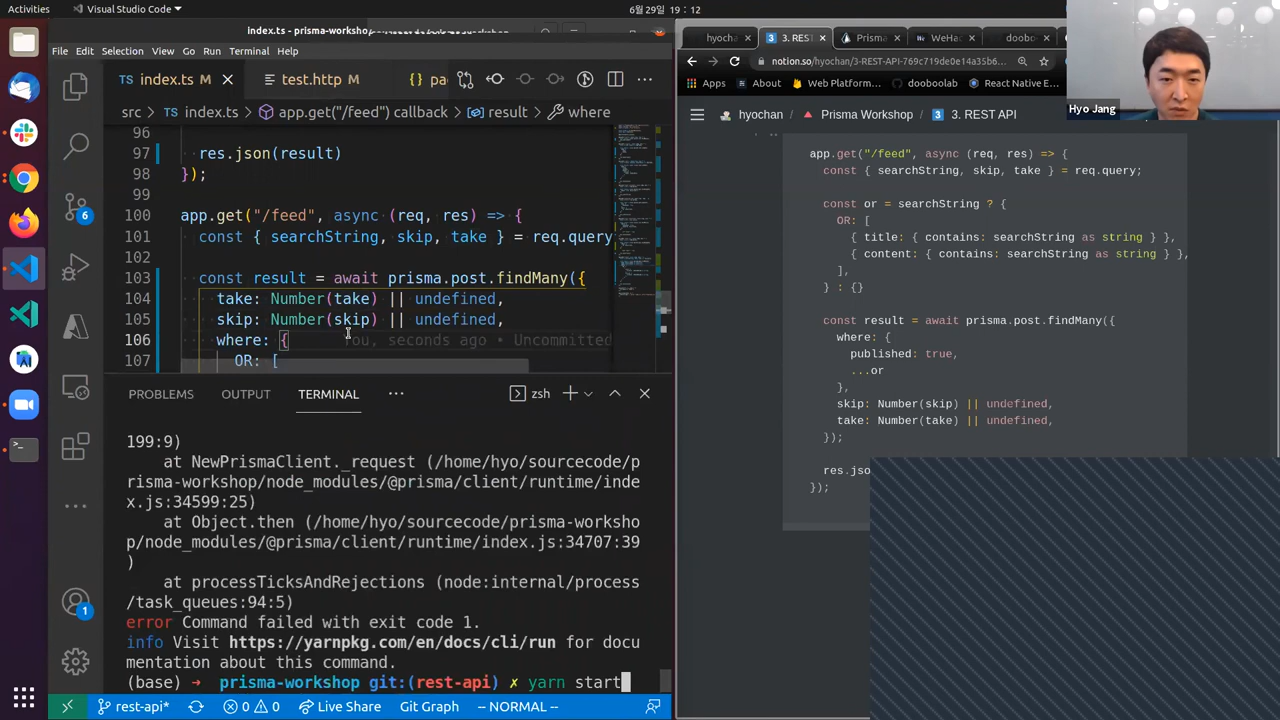 Activities
Visual Studio Code
6월 29일 19 : 12
index.ts - prisma-workshop
File Edit Selection View Go Run Terminal Help
TS index.ts M
test.http M
{} pac
src > TS index.ts > app.get("/feed") callback > result > where
96
97 res.json(result)
98 });
99
100 app.get("/feed", async (req, res) => {
101 const { searchString, skip, take } = req.query
102
103 const result = await prisma.post.findMany({
104 take: Number(take) || undefined,
105 skip: Number(skip) || undefined,
106 where: { You, seconds ago • Uncommitted
107 OR: [
6
1
PROBLEMS OUTPUT TERMINAL ··· zsh
199:9)
at NewPrismaClient._request (/home/hyo/sourcecode/p
risma-workshop/node_modules/@prisma/client/runtime/inde
x.js:34599:25)
at Object.then (/home/hyo/sourcecode/prisma-worksho
p/node_modules/@prisma/client/runtime/index.js:34707:39
)
at processTicksAndRejections (node:internal/process
/task_queues:94:5)
error Command failed with exit code 1.
info Visit https://yarnpkg.com/en/docs/cli/run for docu
mentation about this command.
(base) ➜ prisma-workshop git:(rest-api) ✗ yarn start
rest-api* 0 0 Live Share Git Graph -- NORMAL --
hyocha
3. REST
Prisma
WeHac
doobo
notion.so/hyochan/3-REST-API-769c719de0e14a35b6
Apps Web Platform... dooboolab React Native E
hyochan / Prisma Workshop / 3 3. REST API
app.get("/feed", async (req, res) => {
const { searchString, skip, take } = req.query;
const or = searchString ? {
OR: [
{ title: { contains: searchString as string } },
{ content: { contains: searchString as string } },
],
} : {}
const result = await prisma.post.findMany({
where: {
published: true,
...or
},
skip: Number(skip) || undefined,
take: Number(take) || undefined,
});
res.jso
});
Hyo Jang